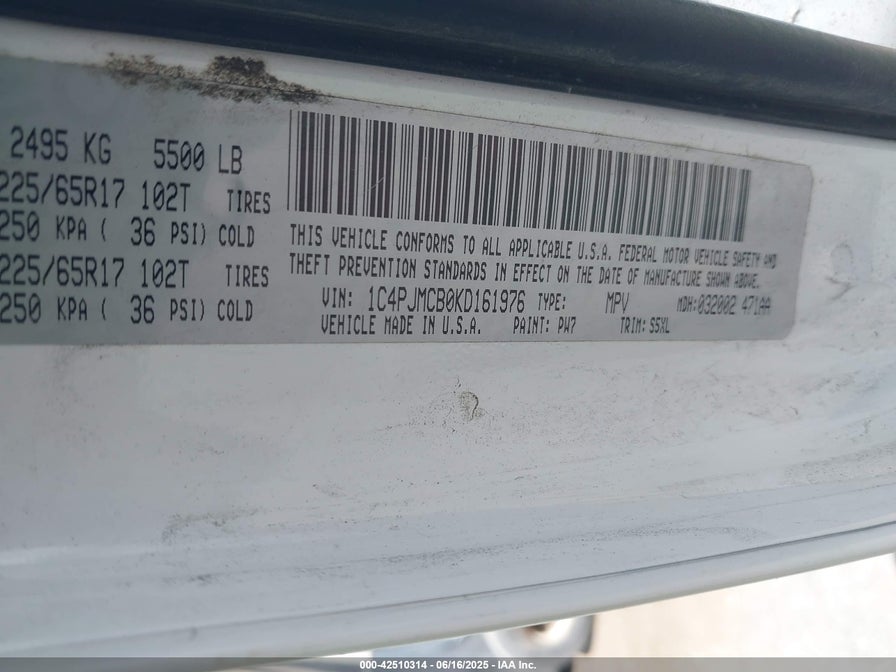 2495 KG 5500 LB
225/65R17 102T TIRES
250 KPA ( 36 PSI) COLD
225/65R17 102T TIRES
250 KPA ( 36 PSI) COLD
THIS VEHICLE CONFORMS TO ALL APPLICABLE U.S.A. FEDERAL MOTOR VEHICLE SAFETY AND
THEFT PREVENTION STANDARDS IN EFFECT ON THE DATE OF MANUFACTURE SHOWN ABOVE.
VIN: 1C4PJMCB0KD161976 TYPE: MPV MDH:032002 471AA
VEHICLE MADE IN U.S.A. PAINT: PW7 TRIM: S5XL
000-42510314 - 06/16/2025 - IAA Inc.